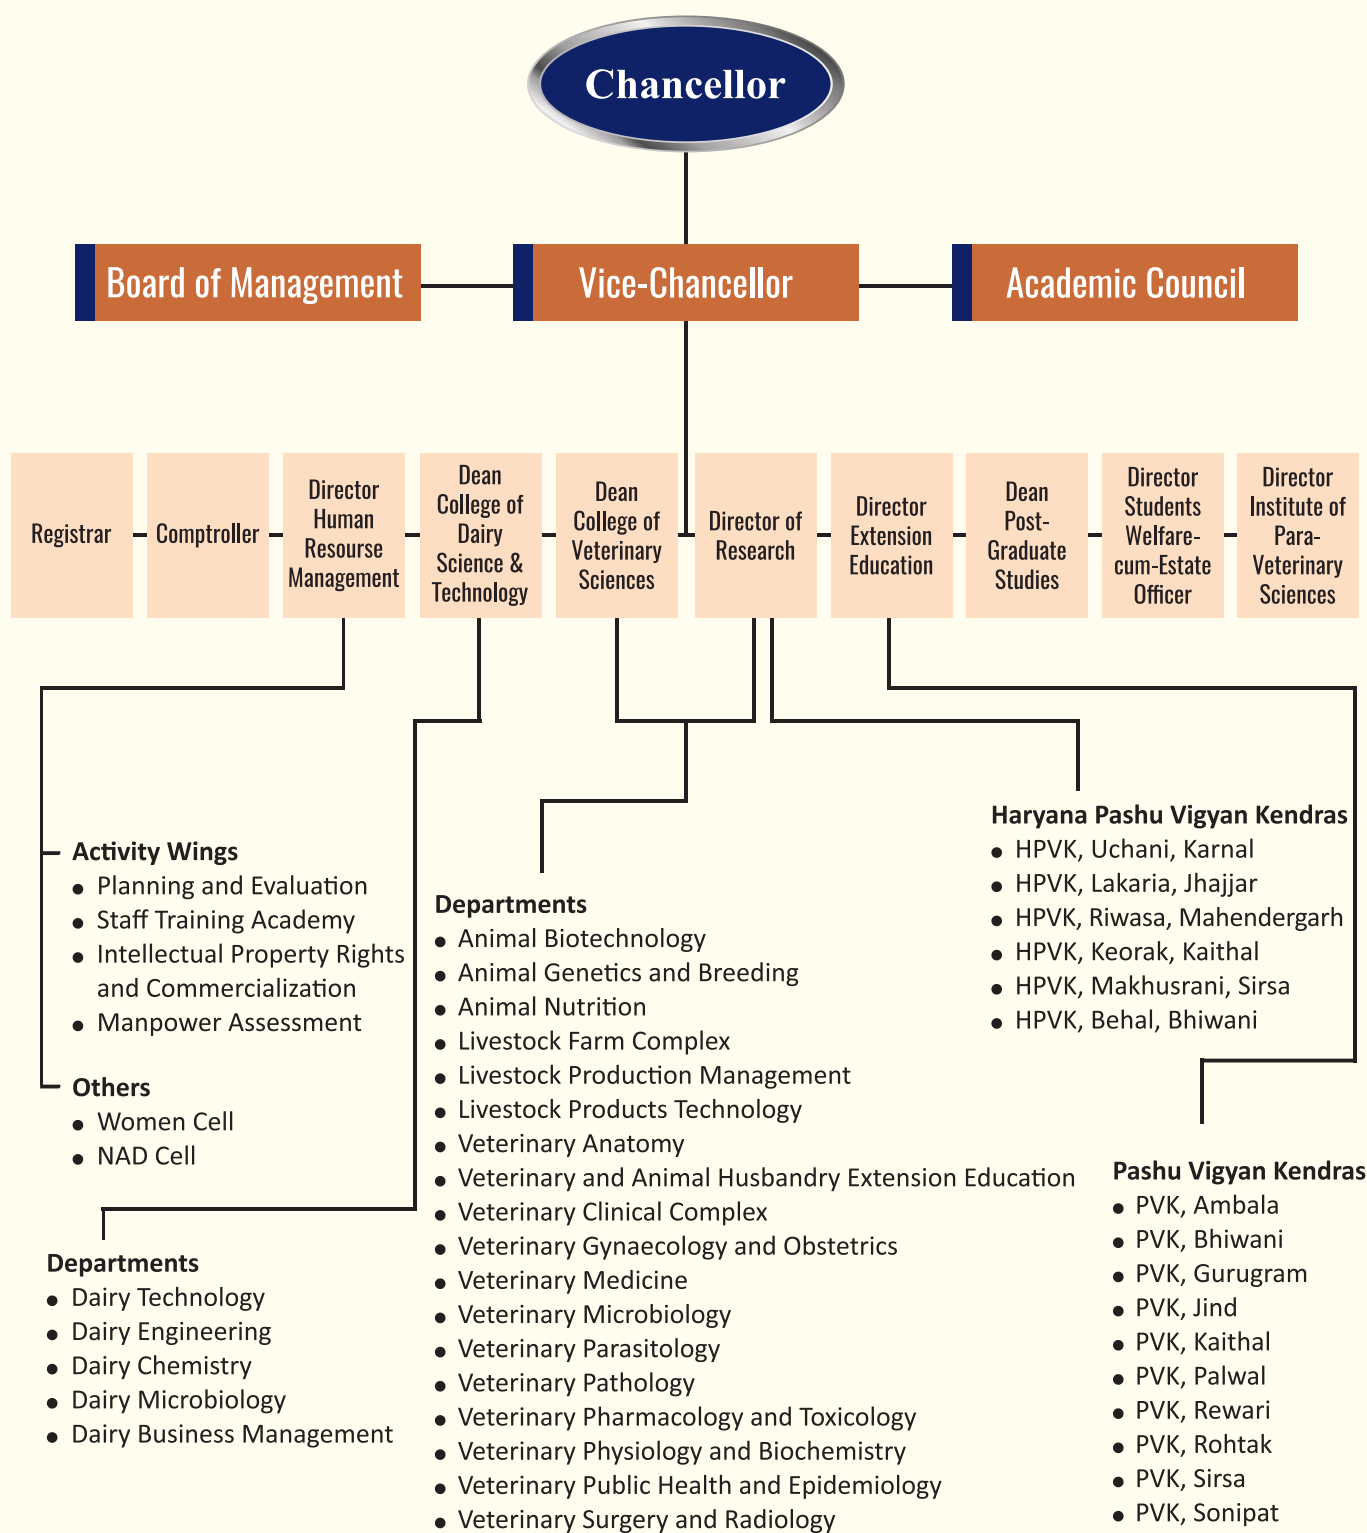 Chancellor
Board of Management
Vice-Chancellor
Academic Council
Registrar
Comptroller
Director
Human
Resourse
Management
Dean
College of
Dairy
Science &
Technology
Dean
College of
Veterinary
Sciences
Director of
Research
Director
Extension
Education
Dean
Post-
Graduate
Studies
Director
Students
Welfare-
cum-Estate
Officer
Director
Institute of
Para-
Veterinary
Sciences
Activity Wings
● Planning and Evaluation
● Staff Training Academy
● Intellectual Property Rights
and Commercialization
● Manpower Assessment
Others
● Women Cell
● NAD Cell
Departments
● Dairy Technology
● Dairy Engineering
● Dairy Chemistry
● Dairy Microbiology
● Dairy Business Management
Departments
● Animal Biotechnology
● Animal Genetics and Breeding
● Animal Nutrition
● Livestock Farm Complex
● Livestock Production Management
● Livestock Products Technology
● Veterinary Anatomy
● Veterinary and Animal Husbandry Extension Education
● Veterinary Clinical Complex
● Veterinary Gynaecology and Obstetrics
● Veterinary Medicine
● Veterinary Microbiology
● Veterinary Parasitology
● Veterinary Pathology
● Veterinary Pharmacology and Toxicology
● Veterinary Physiology and Biochemistry
● Veterinary Public Health and Epidemiology
● Veterinary Surgery and Radiology
Haryana Pashu Vigyan Kendras
● HPVK, Uchani, Karnal
● HPVK, Lakaria, Jhajjar
● HPVK, Riwasa, Mahendergarh
● HPVK, Keorak, Kaithal
● HPVK, Makhusrani, Sirsa
● HPVK, Behal, Bhiwani
Pashu Vigyan Kendras
● PVK, Ambala
● PVK, Bhiwani
● PVK, Gurugram
● PVK, Jind
● PVK, Kaithal
● PVK, Palwal
● PVK, Rewari
● PVK, Rohtak
● PVK, Sirsa
● PVK, Sonipat